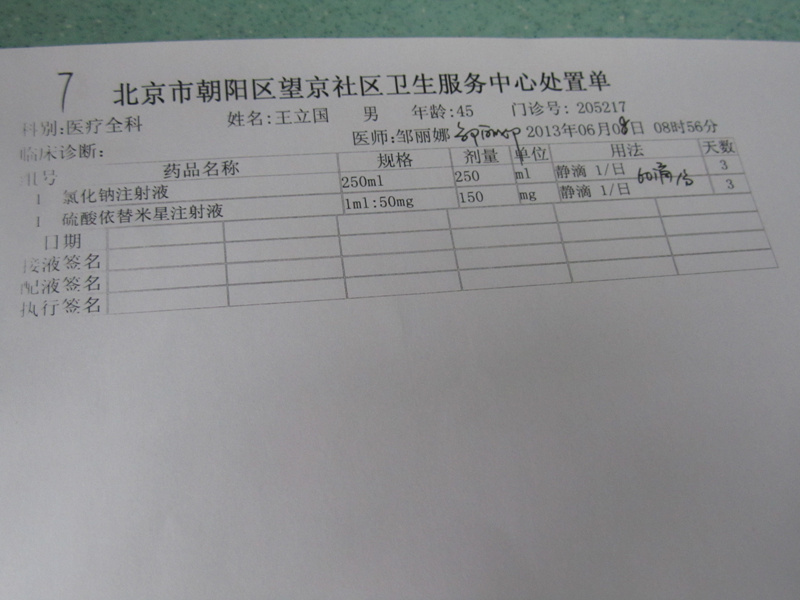 7
北京市朝阳区望京社区卫生服务中心处置单
科别:医疗全科 姓名:王立国 男 年龄:45 门诊号: 205217
临床诊断: 医师:邹丽娜 2013年06月08日 08时56分
组号 药品名称 规格 剂量 单位 用法 天数
1 氯化钠注射液 250ml 250 ml 静滴 1/日 60滴/分 3
1 硫酸依替米星注射液 1ml:50mg 150 mg 静滴 1/日 3
日期
接液签名
配液签名
执行签名